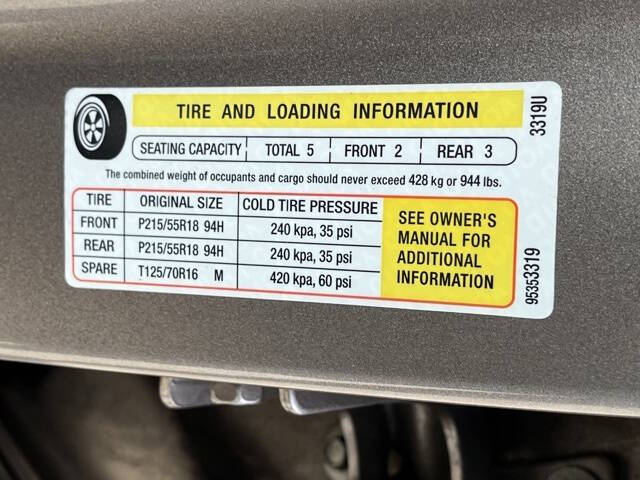 TIRE AND LOADING INFORMATION
3319U
SEATING CAPACITY TOTAL 5 FRONT 2 REAR 3
The combined weight of occupants and cargo should never exceed 428 kg or 944 lbs.
TIRE ORIGINAL SIZE COLD TIRE PRESSURE
FRONT P215/55R18 94H 240 kpa, 35 psi
REAR P215/55R18 94H 240 kpa, 35 psi
SPARE T125/70R16 M 420 kpa, 60 psi
SEE OWNER'S
MANUAL FOR
ADDITIONAL
INFORMATION
95353319